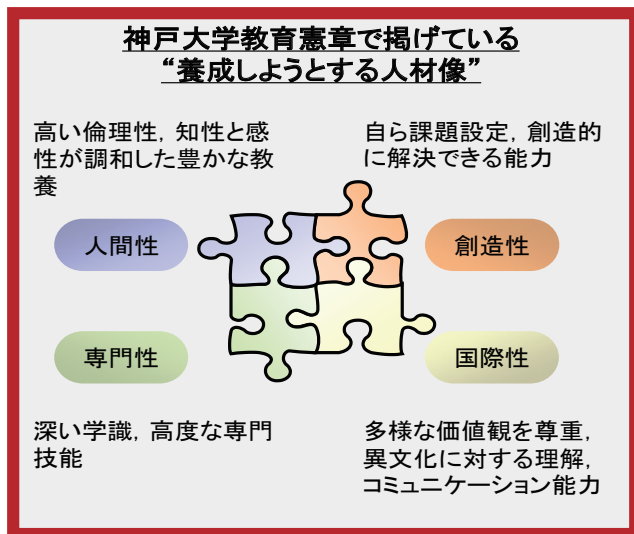 神戸大学教育憲章で掲げている
“養成しようとする人材像”
高い倫理性，知性と感
性が調和した豊かな教
養
自ら課題設定，創造的
に解決できる能力
人間性
創造性
専門性
国際性
深い学識，高度な専門
技能
多様な価値観を尊重，
異文化に対する理解，
コミュニケーション能力